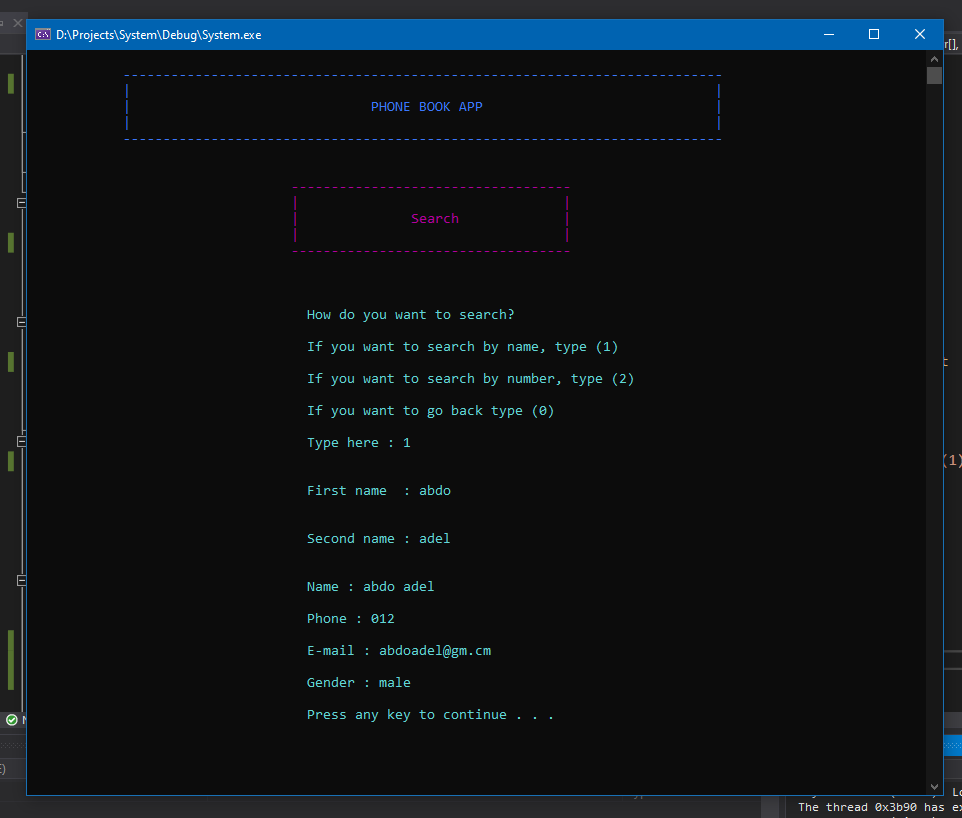 D:\Projects\System\Debug\System.exe
r[],
PHONE BOOK APP
Search
How do you want to search?
If you want to search by name, type (1)
If you want to search by number, type (2)
If you want to go back type (0)
Type here : 1
(1)
First name : abdo
Second name : adel
Name : abdo adel
Phone : 012
E-mail : abdoadel@gm.cm
Gender : male
Press any key to continue . . .
The thread 0x3b90 has ex